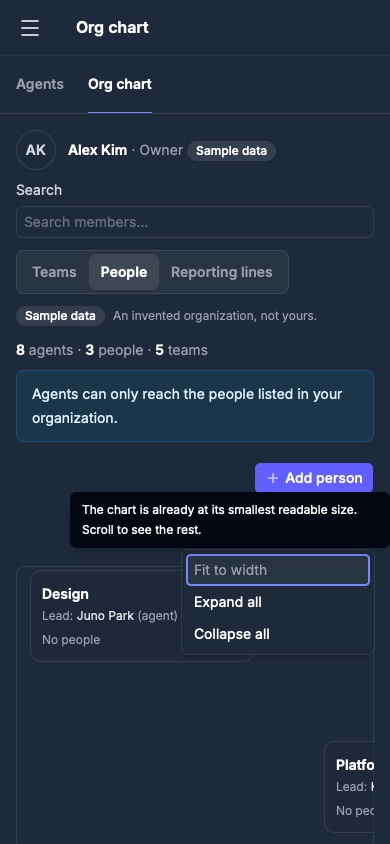 Org chart
Agents
Org chart
AK
Alex Kim · Owner
Sample data
Search
Search members...
Teams
People
Reporting lines
Sample data
An invented organization, not yours.
8 agents · 3 people · 5 teams
Agents can only reach the people listed in your
organization.
+ Add person
The chart is already at its smallest readable size.
Scroll to see the rest.
Fit to width
Expand all
Collapse all
Design
Lead: Juno Park (agent)
No people
Lead: